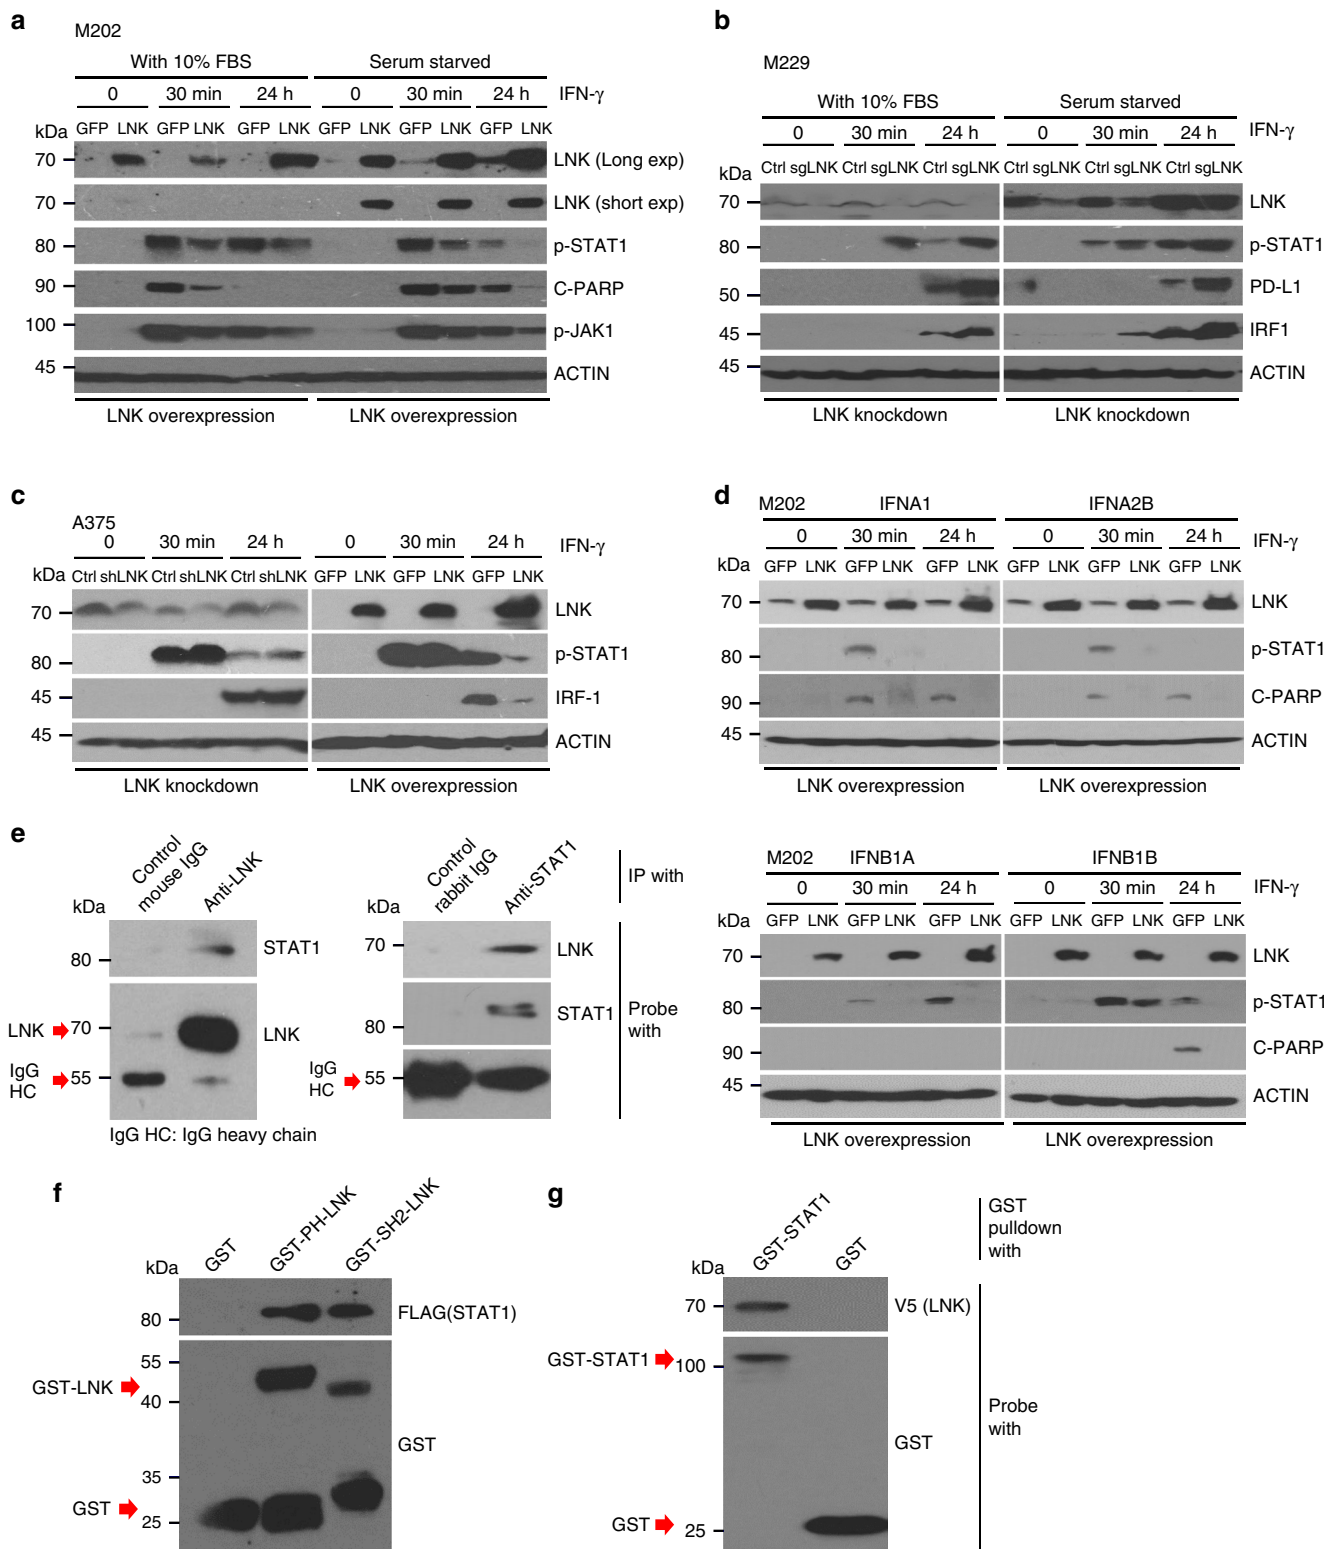 a
M202
With 10% FBS Serum starved
0 30 min 24 h 0 30 min 24 h IFN-γ
kDa GFP LNK GFP LNK GFP LNK GFP LNK GFP LNK GFP LNK
70 LNK (Long exp)
70 LNK (short exp)
80 p-STAT1
90 C-PARP
100 p-JAK1
45 ACTIN
LNK overexpression LNK overexpression
b
M229
With 10% FBS Serum starved
0 30 min 24 h 0 30 min 24 h IFN-γ
kDa Ctrl sgLNK Ctrl sgLNK Ctrl sgLNK Ctrl sgLNK Ctrl sgLNK Ctrl sgLNK
70 LNK
80 p-STAT1
50 PD-L1
45 IRF1
45 ACTIN
LNK knockdown LNK knockdown
c
A375
0 30 min 24 h 0 30 min 24 h IFN-γ
kDa Ctrl shLNK Ctrl shLNK Ctrl shLNK GFP LNK GFP LNK GFP LNK
70 LNK
80 p-STAT1
45 IRF-1
45 ACTIN
LNK knockdown LNK overexpression
d
M202 IFNA1 IFNA2B
0 30 min 24 h 0 30 min 24 h IFN-γ
kDa GFP LNK GFP LNK GFP LNK GFP LNK GFP LNK GFP LNK
70 LNK
80 p-STAT1
90 C-PARP
45 ACTIN
LNK overexpression LNK overexpression
M202 IFNB1A IFNB1B
0 30 min 24 h 0 30 min 24 h IFN-γ
kDa GFP LNK GFP LNK GFP LNK GFP LNK GFP LNK GFP LNK
70 LNK
80 p-STAT1
90 C-PARP
45 ACTIN
LNK overexpression LNK overexpression
e
Control mouse IgG
Anti-LNK
kDa
80 STAT1
LNK 70 LNK
IgG HC 55
IgG HC: IgG heavy chain
Control rabbit IgG
Anti-STAT1
IP with
kDa
70 LNK
80 STAT1
IgG HC 55
Probe with
f
GST
GST-PH-LNK
GST-SH2-LNK
kDa
80 FLAG(STAT1)
55
GST-LNK
40
GST
35
GST
25
g
GST-STAT1
GST
GST pulldown with
kDa
70 V5 (LNK)
GST-STAT1 100
GST
GST 25
Probe with